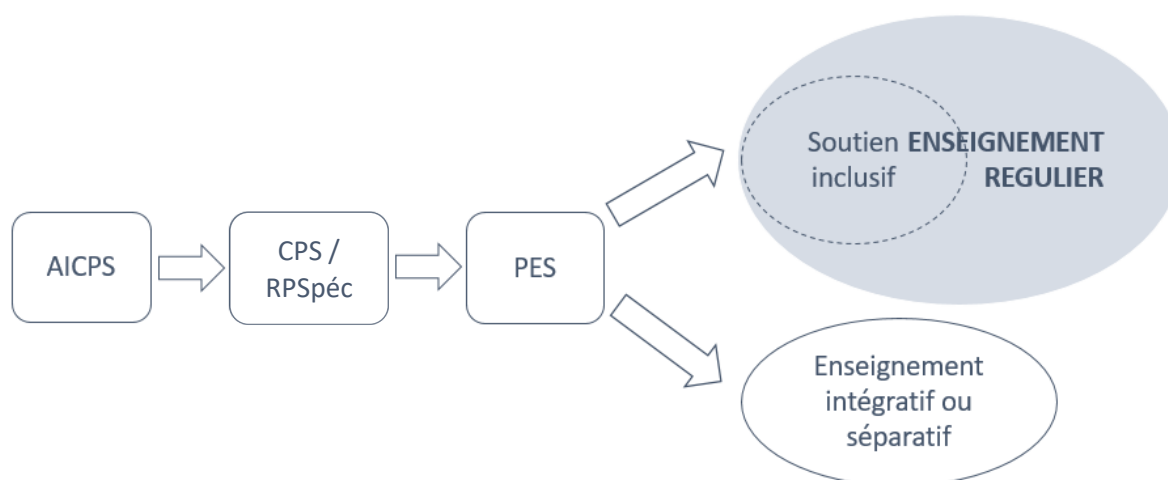 AICPS
CPS /
RPSpéc
PES
Soutien
inclusif
ENSEIGNEMENT
REGULIER
Enseignement
intégratif ou
séparatif